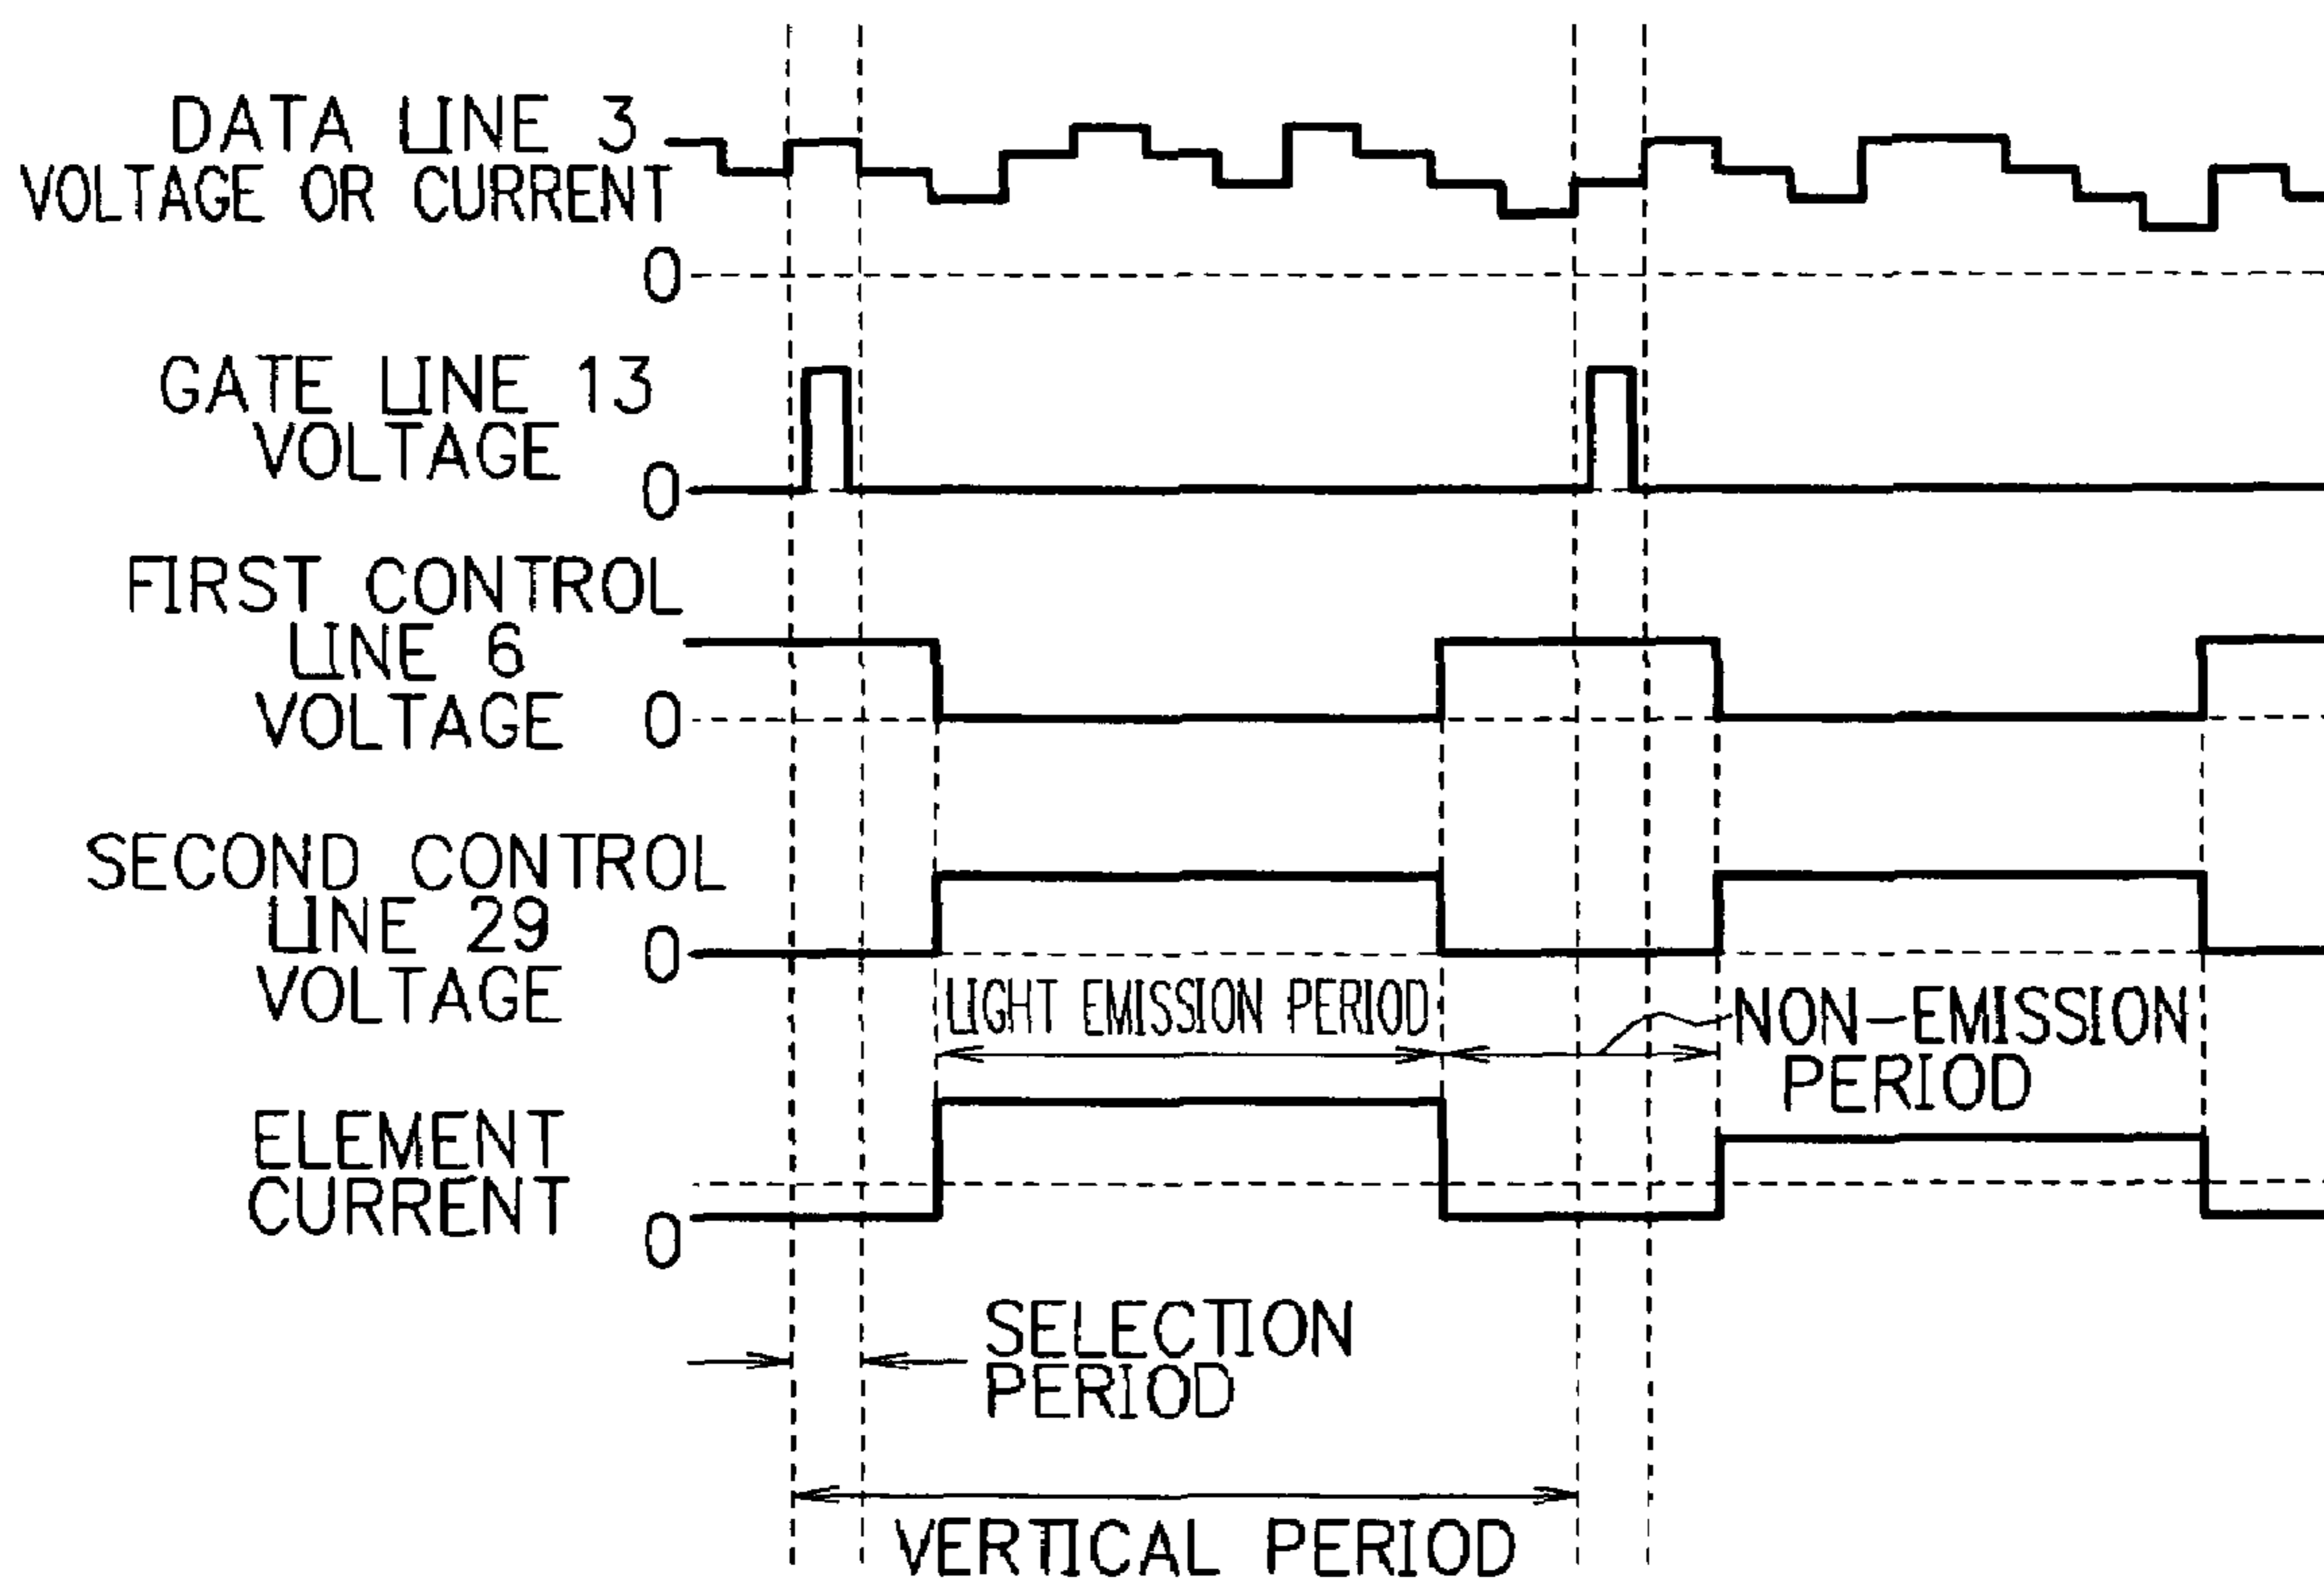 DATA LINE 3
VOLTAGE OR CURRENT
0
GATE LINE 13
VOLTAGE
0
FIRST CONTROL
LINE 6
VOLTAGE
0
SECOND CONTROL
LINE 29
VOLTAGE
0
LIGHT EMISSION PERIOD
NON-EMISSION
PERIOD
ELEMENT
CURRENT
0
SELECTION
PERIOD
VERTICAL PERIOD